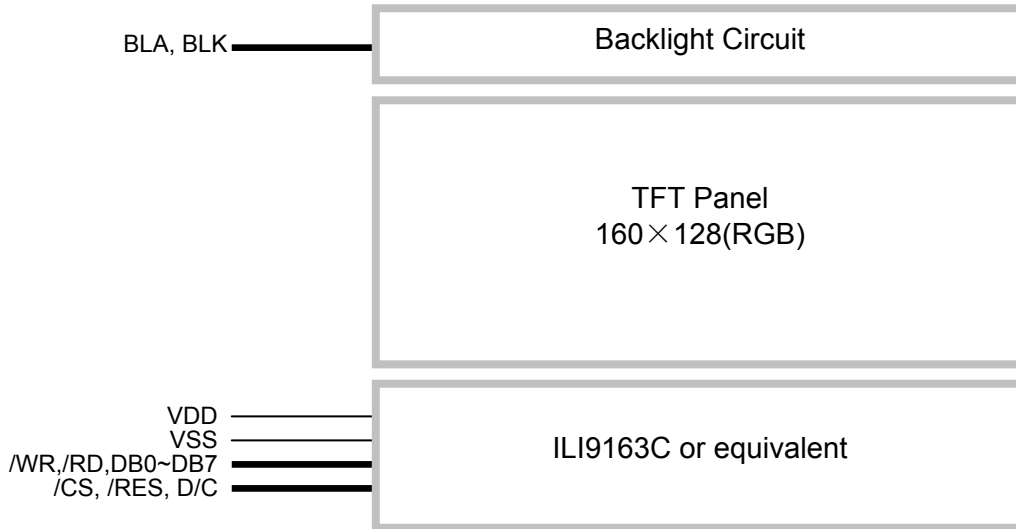 BLA, BLK
Backlight Circuit
TFT Panel
160×128(RGB)
VDD
VSS
/WR,/RD,DB0~DB7
/CS, /RES, D/C
ILI9163C or equivalent